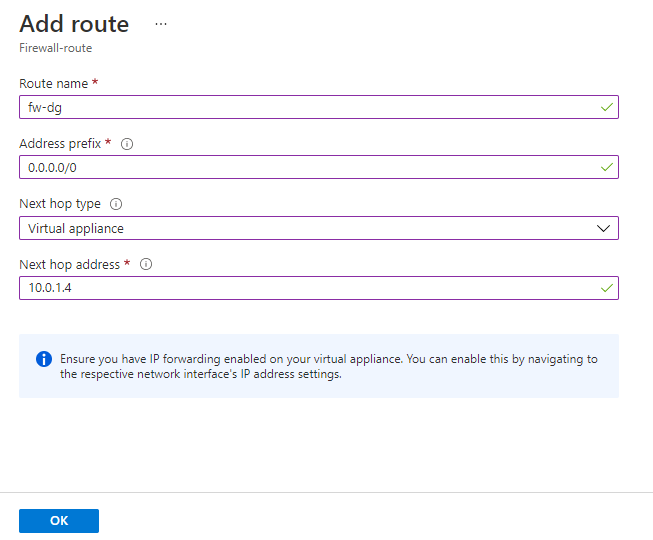 Add route ...
Firewall-route
Route name *
fw-dg
Address prefix *
0.0.0.0/0
Next hop type
Virtual appliance
Next hop address *
10.0.1.4
Ensure you have IP forwarding enabled on your virtual appliance. You can enable this by navigating to
the respective network interface's IP address settings.
OK